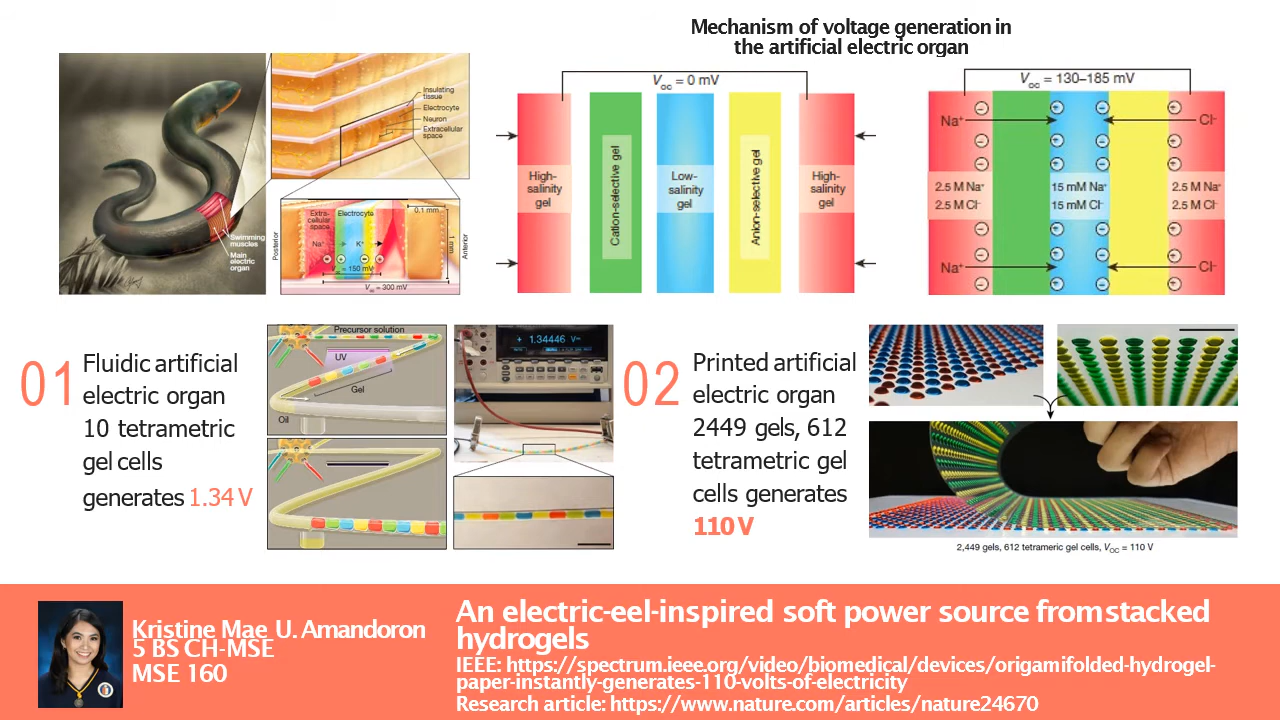 Mechanism of voltage generation in
the artificial electric organ
Insulating
tissue
Electrocyte
Neuron
Extracellular
space
Swimming
muscles
Main
electric
organ
Posterior
Extra-
cellular
space
Electrocyte
0.1 mm
1 mm
Anterior
Na⁺
K⁺
V = 150 mV
Voc = 300 mV
VOC = 0 mV
High-
salinity
gel
Cation-selective gel
Low-
salinity
gel
Anion-selective gel
High-
salinity
gel
VOC = 130–185 mV
Na⁺
Cl⁻
2.5 M Na⁺
2.5 M Cl⁻
15 mM Na⁺
15 mM Cl⁻
2.5 M Na⁺
2.5 M Cl⁻
Na⁺
Cl⁻
01
Fluidic artificial
electric organ
10 tetrametric
gel cells
generates 1.34 V
Precursor solution
UV
Gel
Oil
+ 1.34446 V
02
Printed artificial
electric organ
2449 gels, 612
tetrametric gel
cells generates
110 V
2,449 gels, 612 tetrameric gel cells, VOC = 110 V
Kristine Mae U. Amandoron
5 BS CH-MSE
MSE 160
An electric-eel-inspired soft power source from stacked
hydrogels
IEEE: https://spectrum.ieee.org/video/biomedical/devices/origamifolded-hydrogel-
paper-instantly-generates-110-volts-of-electricity
Research article: https://www.nature.com/articles/nature24670